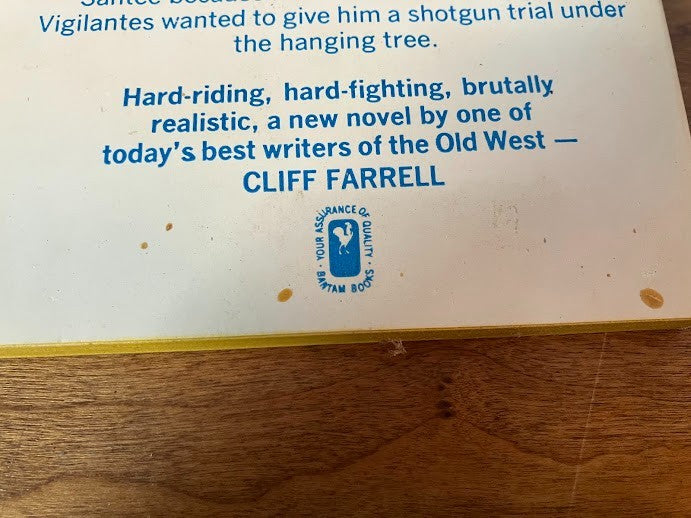 Vigilantes wanted to give him a shotgun trial under
the hanging tree.
Hard-riding, hard-fighting, brutally
realistic, a new novel by one of
today's best writers of the Old West —
CLIFF FARRELL
· YOUR ASSURANCE OF QUALITY ·
BANTAM BOOKS